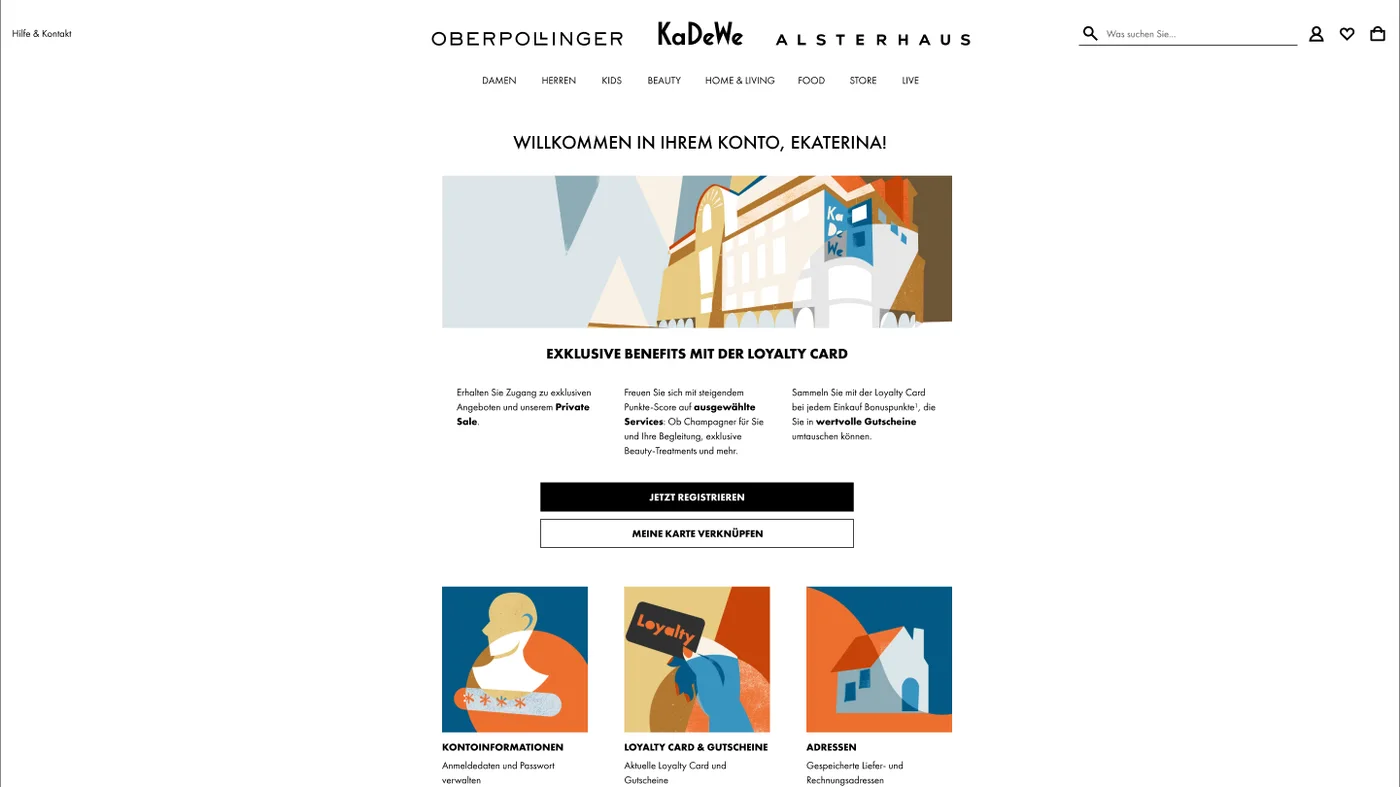 Hilfe & Kontakt
OBERPOLLINGER KaDeWe ALSTERHAUS
Was suchen Sie...
DAMEN HERREN KIDS BEAUTY HOME & LIVING FOOD STORE LIVE
WILLKOMMEN IN IHREM KONTO, EKATERINA!
Ka
De
We
EXKLUSIVE BENEFITS MIT DER LOYALTY CARD
Erhalten Sie Zugang zu exklusiven
Angeboten und unserem Private
Sale.
Freuen Sie sich mit steigendem
Punkte-Score auf ausgewählte
Services: Ob Champagner für Sie
und Ihre Begleitung, exklusive
Beauty-Treatments und mehr.
Sammeln Sie mit der Loyalty Card
bei jedem Einkauf Bonuspunkte¹, die
Sie in wertvolle Gutscheine
umtauschen können.
JETZT REGISTRIEREN
MEINE KARTE VERKNÜPFEN
****
Loyalty
KONTOINFORMATIONEN
Anmeldedaten und Passwort
verwalten
LOYALTY CARD & GUTSCHEINE
Aktuelle Loyalty Card und
Gutscheine
ADRESSEN
Gespeicherte Liefer- und
Rechnungsadressen